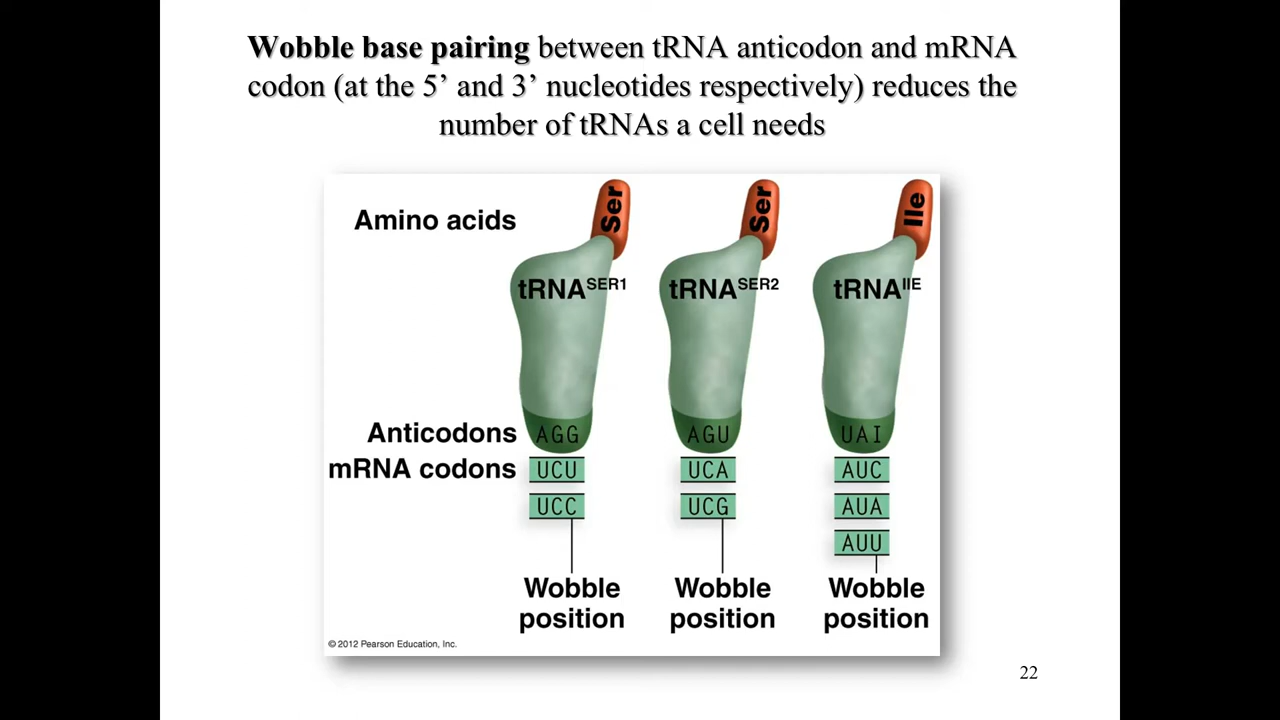 Wobble base pairing between tRNA anticodon and mRNA
codon (at the 5’ and 3’ nucleotides respectively) reduces the
number of tRNAs a cell needs
Amino acids Ser Ser Ile
tRNASER1 tRNASER2 tRNAIIE
Anticodons AGG AGU UAI
mRNA codons UCU UCA AUC
UCC UCG AUA
AUU
Wobble Wobble Wobble
position position position
© 2012 Pearson Education, Inc.
22